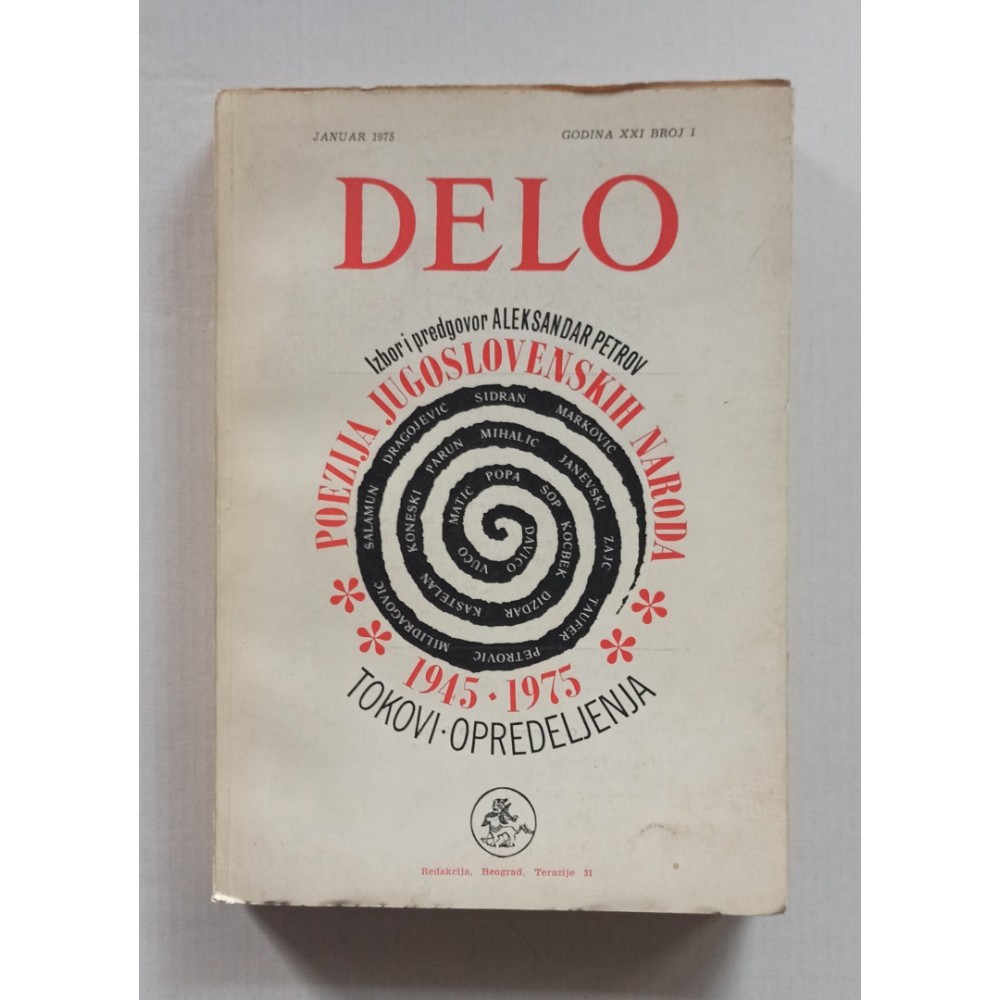 JANUAR 1975
GODINA XXI BROJ 1
DELO
Izbor i predgovor ALEKSANDAR PETROV
POEZIJA JUGOSLOVENSKIH NARODA
MILIDRAGOVIĆ ŠALAMUN DRAGOJEVIĆ SIDRAN MARKOVIĆ
PETROVIĆ TAUFER ZAJC JANEVSKI MIHALIĆ PARUN KONESKI KAŠTELAN DIZDAR KOCBEK ŠOP POPA MATIĆ VUČO DAVIČO
1945 · 1975
TOKOVI · OPREDELJENJA
Redakcija, Beograd, Terazije 31